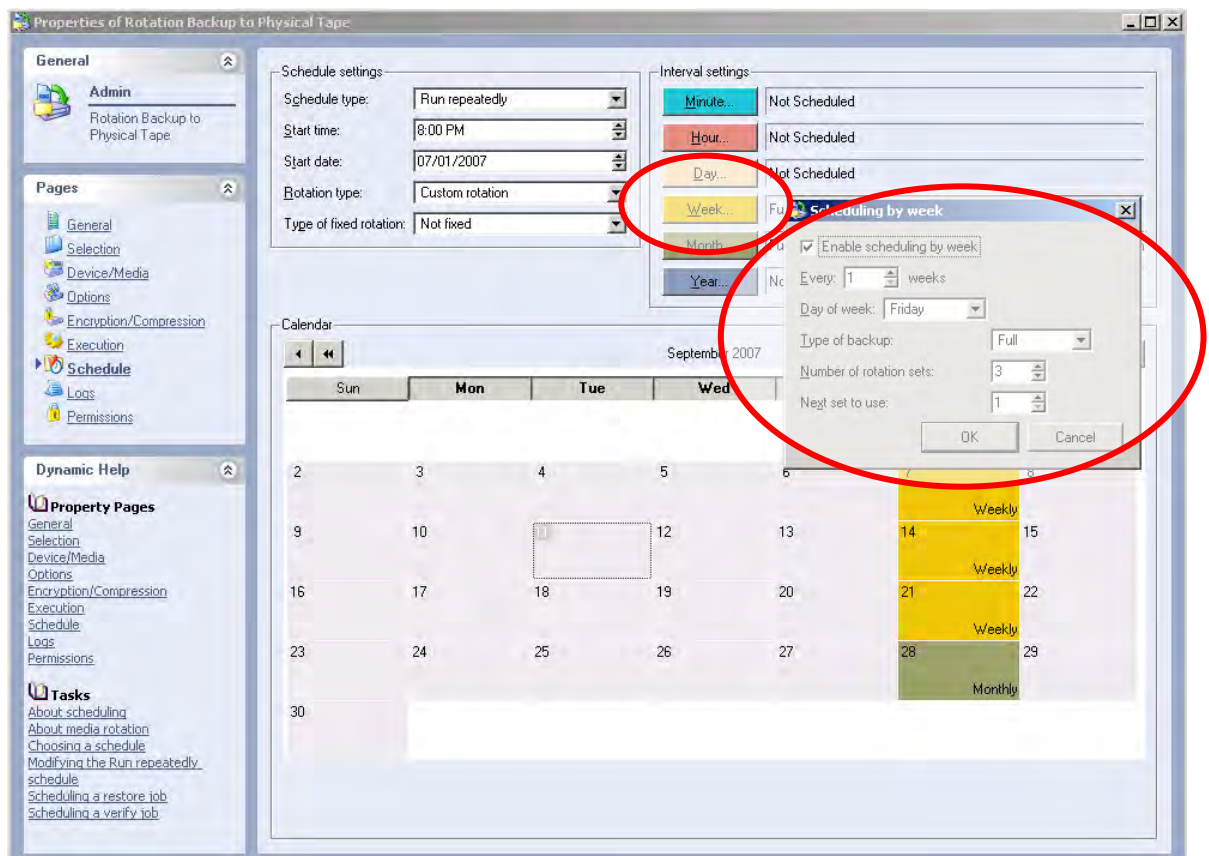 Properties of Rotation Backup to Physical Tape
General
Admin
Rotation Backup to
Physical Tape
Pages
General
Selection
Device/Media
Options
Encryption/Compression
Execution
Schedule
Logs
Permissions
Dynamic Help
Property Pages
General
Selection
Device/Media
Options
Encryption/Compression
Execution
Schedule
Logs
Permissions
Tasks
About scheduling
About media rotation
Choosing a schedule
Modifying the Run repeatedly
schedule
Scheduling a restore job
Scheduling a verify job
Schedule settings
Schedule type: Run repeatedly
Start time: 8:00 PM
Start date: 07/01/2007
Rotation type: Custom rotation
Type of fixed rotation: Not fixed
Interval settings
Minute... Not Scheduled
Hour... Not Scheduled
Day... Not Scheduled
Week... Fu
Month
Year... No
Scheduling by week
Enable scheduling by week
Every: 1 weeks
Day of week: Friday
Type of backup: Full
Number of rotation sets: 3
Next set to use: 1
OK Cancel
Calendar
September 2007
Sun Mon Tue Wed
2 3 4 5 6 7 8
Weekly
9 10 11 12 13 14 15
Weekly
16 17 18 19 20 21 22
Weekly
23 24 25 26 27 28 29
Monthly
30